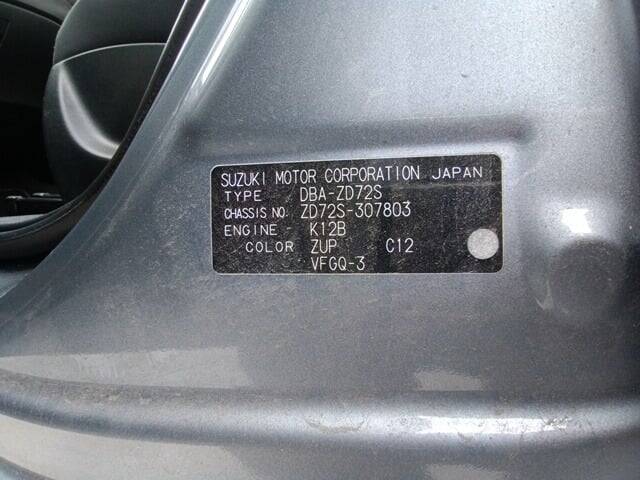 SUZUKI MOTOR CORPORATION JAPAN
TYPE DBA-ZD72S
CHASSIS NO. ZD72S-307803
ENGINE - K12B
COLOR ZUP C12
VFGQ-3